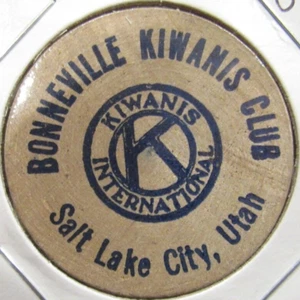 BONNEVILLE KIWANIS CLUB
KIWANIS
K
INTERNATIONAL
Salt Lake City, Utah